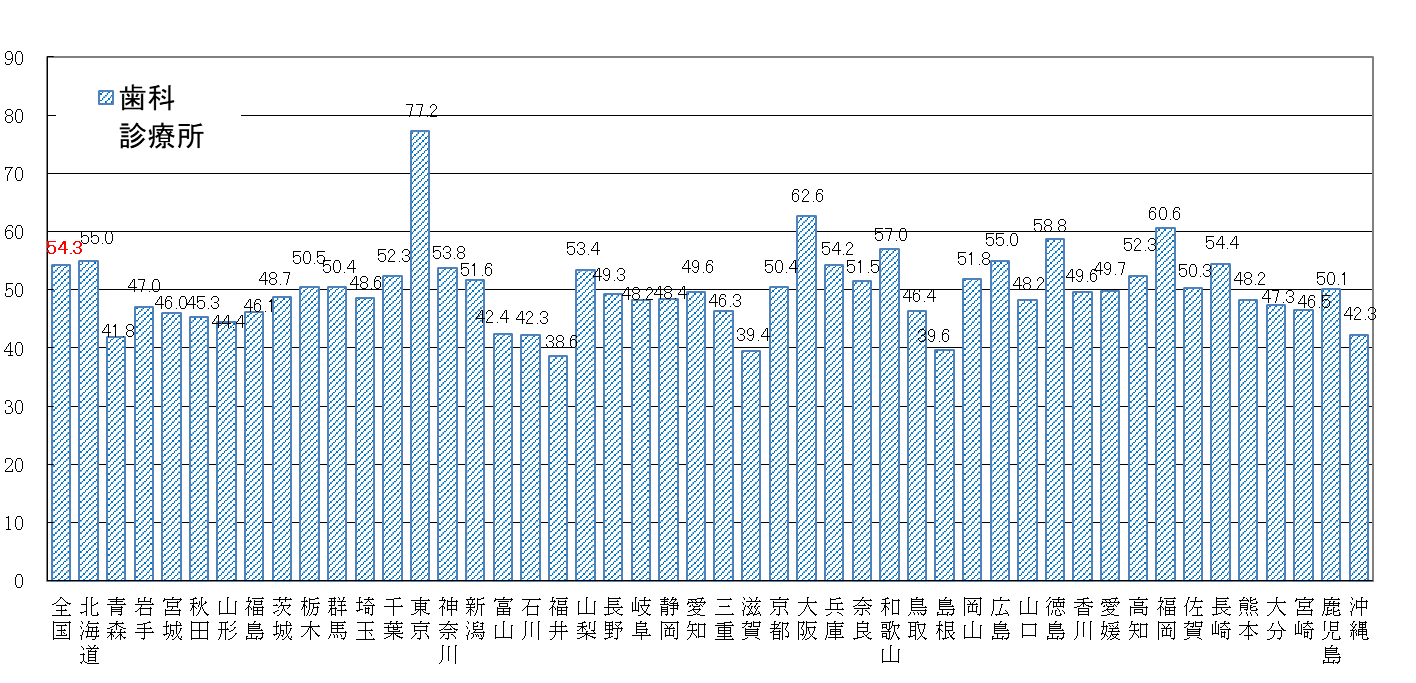 90
80
70
60
50
40
30
20
10
0
歯科
診療所
54.3
55.0
41.8
47.0
46.0
45.3
44.4
46.1
48.7
50.5
50.4
48.6
52.3
77.2
53.8
51.6
42.4
42.3
38.6
53.4
49.3
48.2
48.4
49.6
46.3
39.4
50.4
62.6
54.2
51.5
57.0
46.4
39.6
51.8
55.0
48.2
58.8
49.6
49.7
52.3
60.6
50.3
54.4
48.2
47.3
46.5
50.1
42.3
全国
北海道
青森
岩手
宮城
秋田
山形
福島
茨城
栃木
群馬
埼玉
千葉
東京
神奈川
新潟
富山
石川
福井
山梨
長野
岐阜
静岡
愛知
三重
滋賀
京都
大阪
兵庫
奈良
和歌山
鳥取
島根
岡山
広島
山口
徳島
香川
愛媛
高知
福岡
佐賀
長崎
熊本
大分
宮崎
鹿児島
沖縄